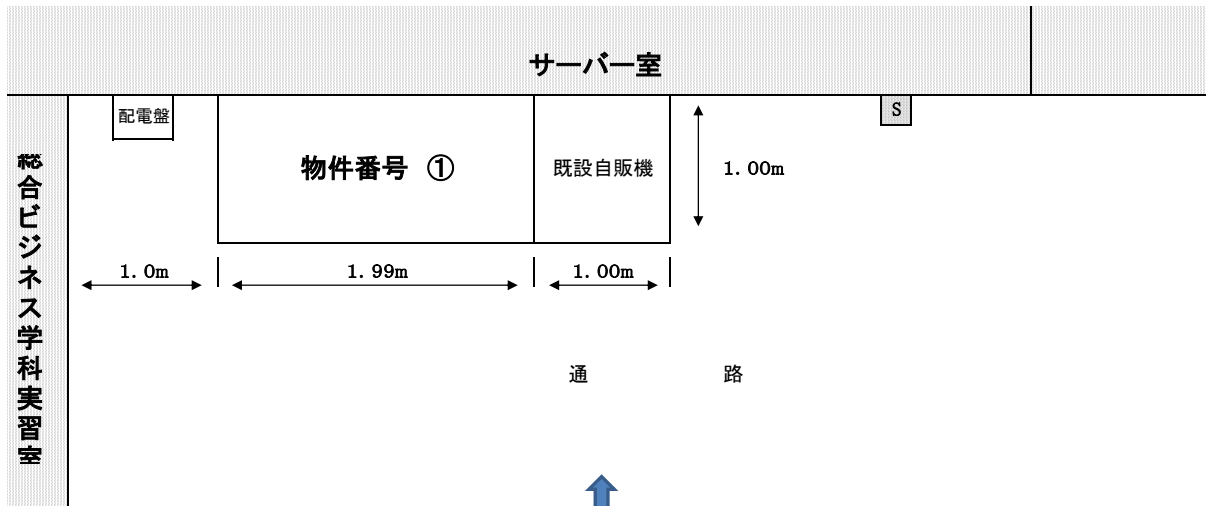 サーバー室
配電盤
S
物件番号 ①
既設自販機
1.00m
総合ビジネス学科実習室
1.0m
1.99m
1.00m
通 路